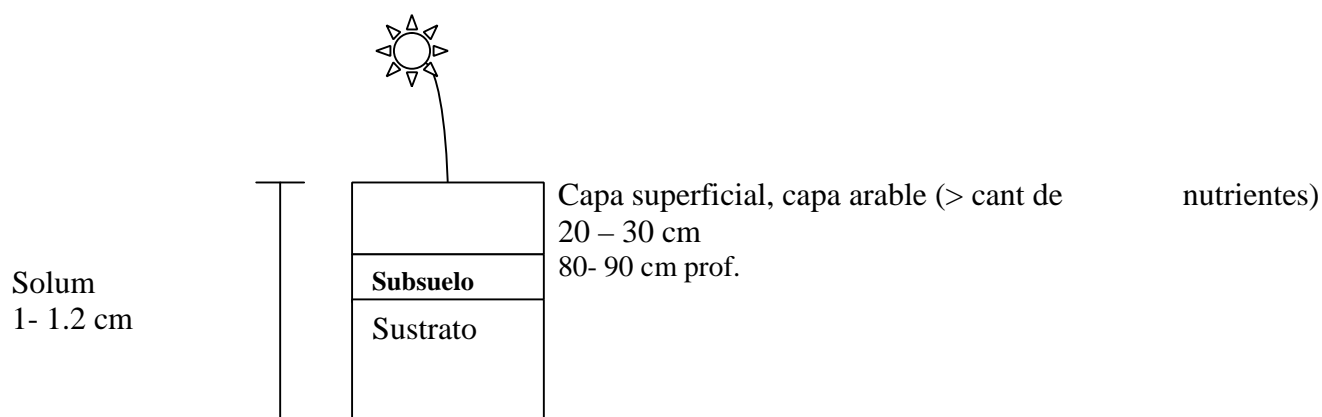 Capa superficial, capa arable (> cant de nutrientes)
20 – 30 cm
80- 90 cm prof.
Subsuelo
Solum
1- 1.2 cm
Sustrato